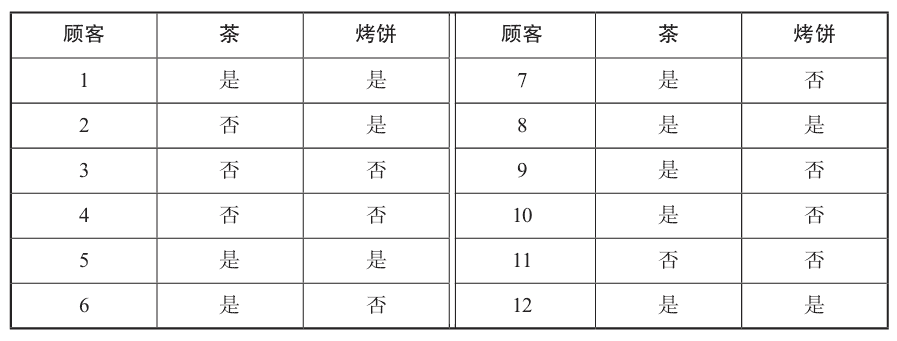 顾客 茶 烤饼 顾客 茶 烤饼
1 是 是 7 是 否
2 否 是 8 是 是
3 否 否 9 是 否
4 否 否 10 是 否
5 是 是 11 否 否
6 是 否 12 是 是